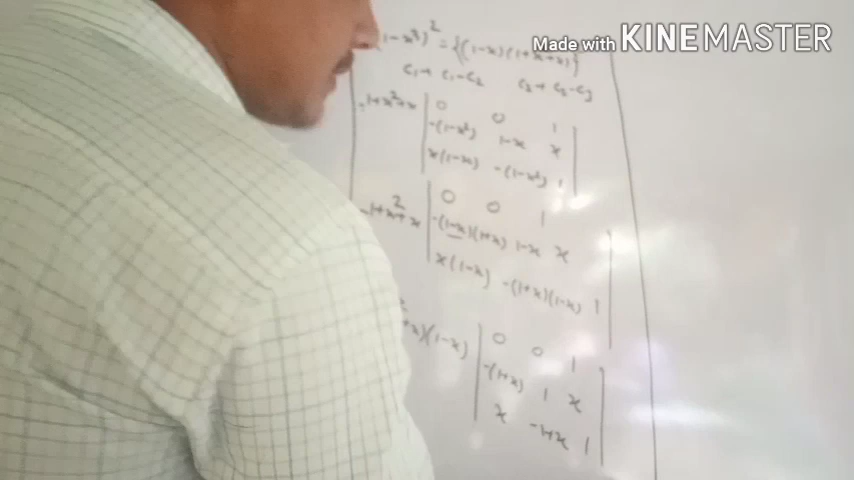 Made with KINEMASTER
1-x³)² = {(1-x)(1+x+x)}
C₁→ C₁-C₂ C₂→ C₂-C₃
1+x²+x | 0 0 1 |
-(1-x²) 1-x x
x(1-x) -(1-x²) 1
1+x²+x | 0 0 1 |
-(1-x)(1+x) 1-x x
x(1-x) -(1+x)(1-x) 1
+x)(1-x) | 0 0 1 |
-(1+x) 1 x
x -1+x 1